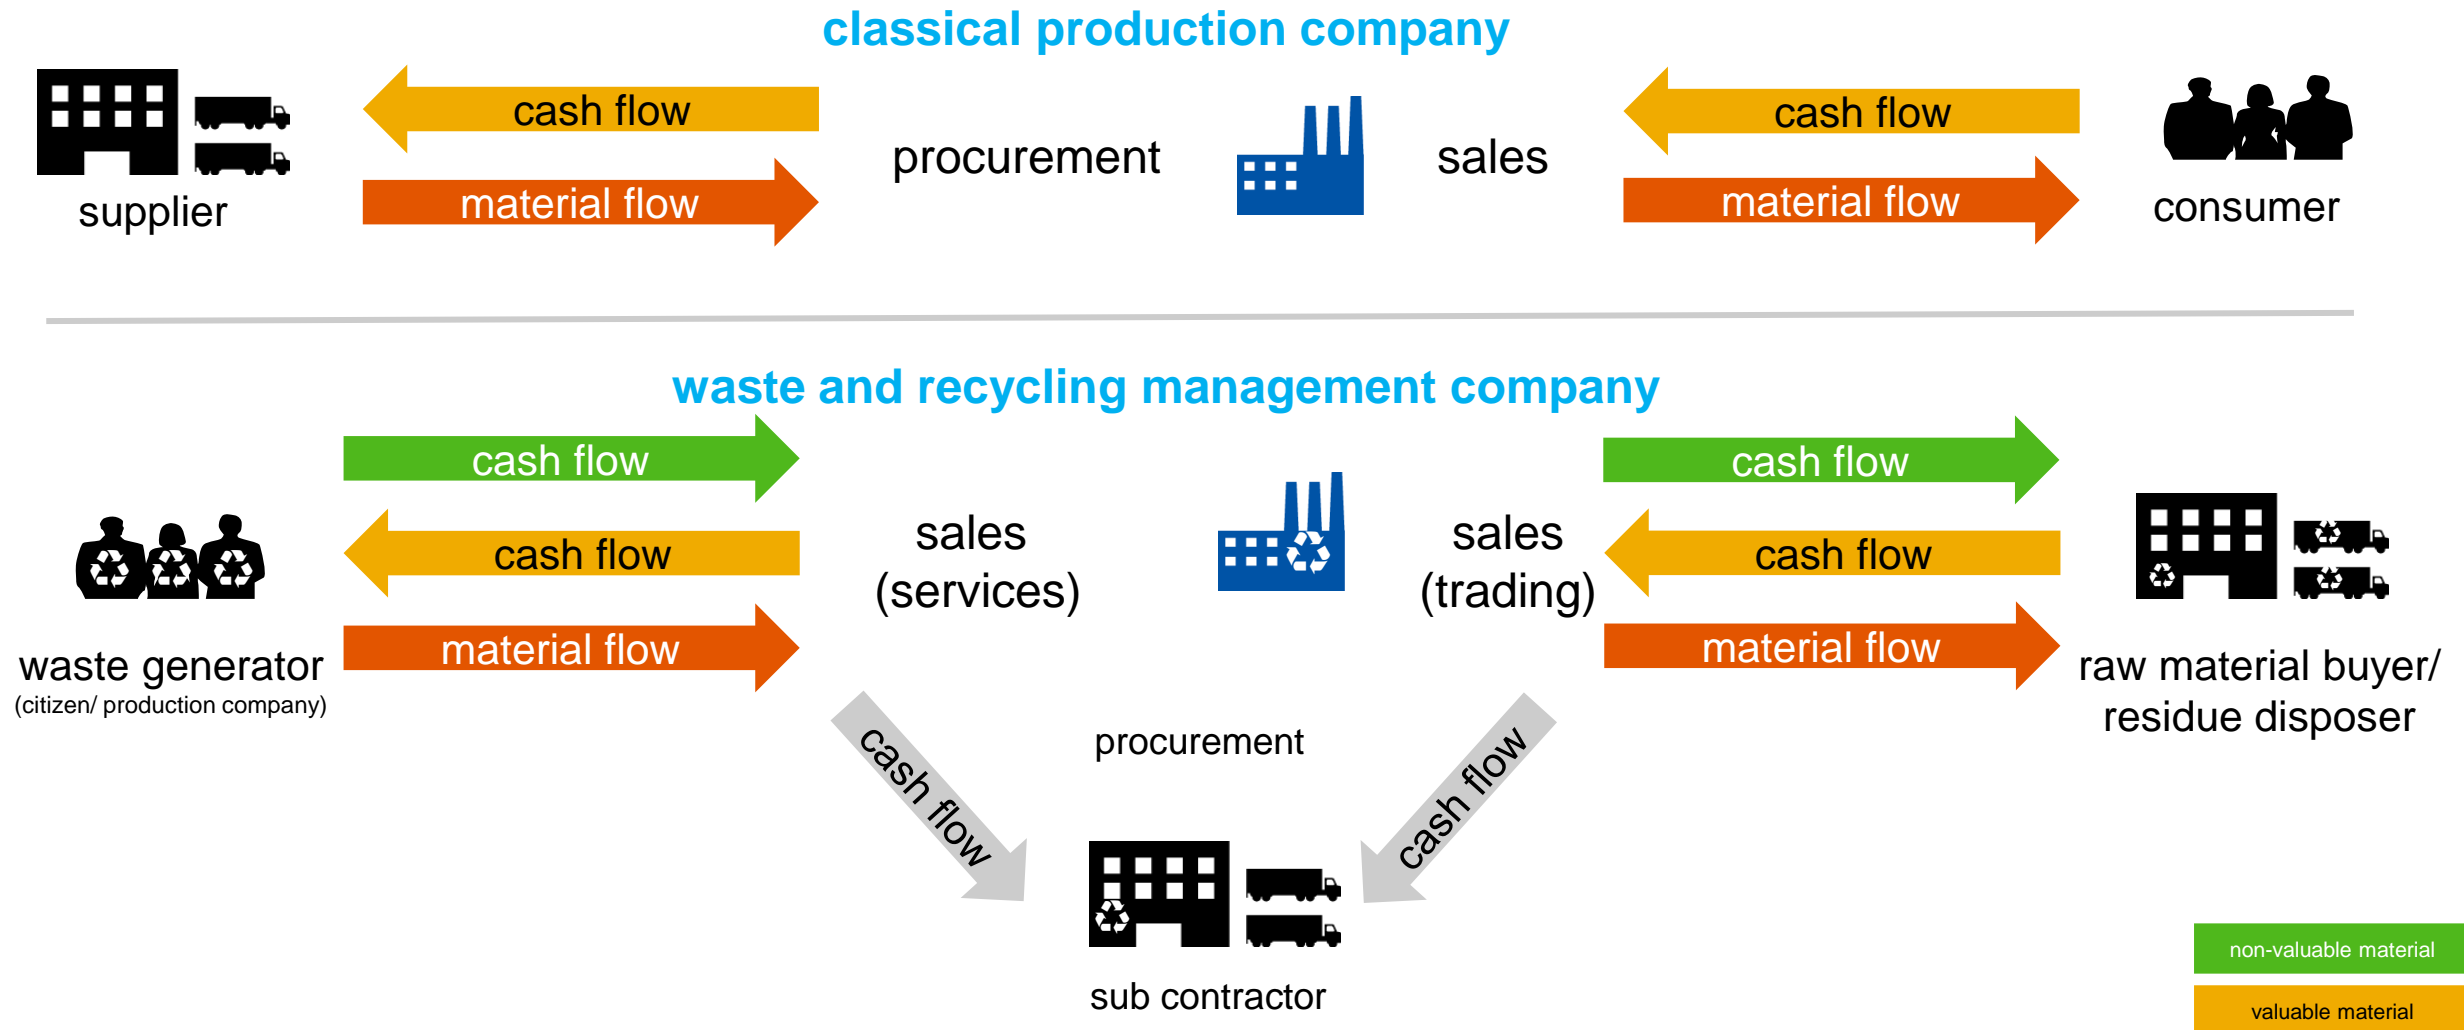 classical production company
cash flow
cash flow
procurement
sales
material flow
material flow
supplier
consumer
waste and recycling management company
cash flow
cash flow
sales
(services)
sales
(trading)
cash flow
cash flow
material flow
material flow
waste generator
(citizen/ production company)
raw material buyer/
residue disposer
procurement
cash flow
cash flow
sub contractor
non-valuable material
valuable material